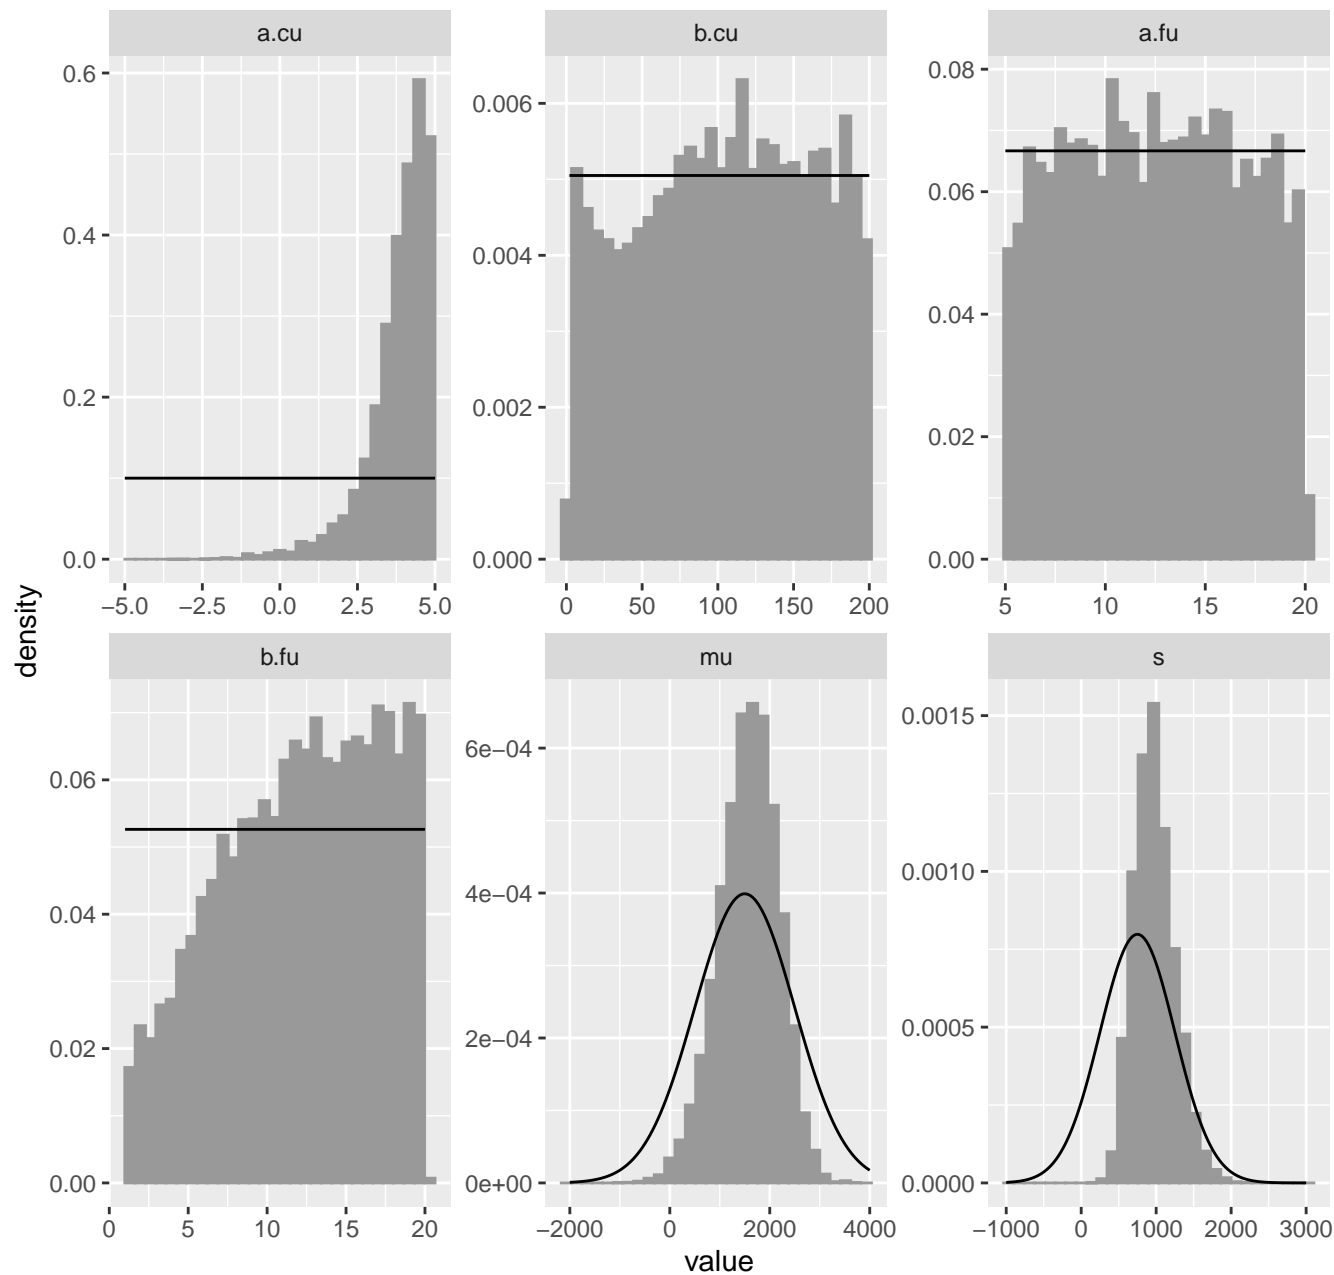 a.cu
b.cu
a.fu
0.6
0.4
0.2
0.0
−5.0 −2.5 0.0 2.5 5.0
0.006
0.004
0.002
0.000
0 50 100 150 200
0.08
0.06
0.04
0.02
0.00
5 10 15 20
density
b.fu
mu
s
0.06
0.04
0.02
0.00
0 5 10 15 20
6e−04
4e−04
2e−04
0e+00
−2000 0 2000 4000
0.0015
0.0010
0.0005
0.0000
−1000 0 1000 2000 3000
value